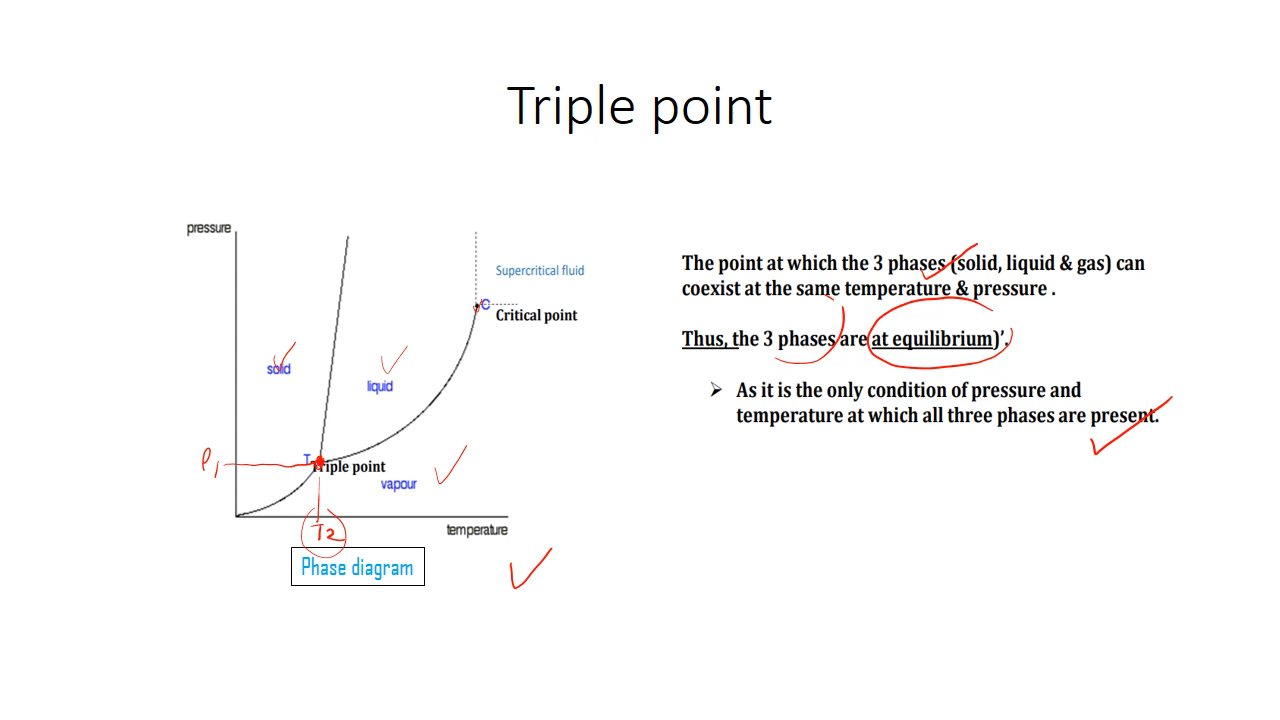 Triple point
pressure
Supercritical fluid
C
Critical point
solid
liquid
P1
T
Triple point
vapour
T2
temperature
Phase diagram
The point at which the 3 phases (solid, liquid & gas) can
coexist at the same temperature & pressure .
Thus, the 3 phases are at equilibrium)’.
➢ As it is the only condition of pressure and
temperature at which all three phases are present.